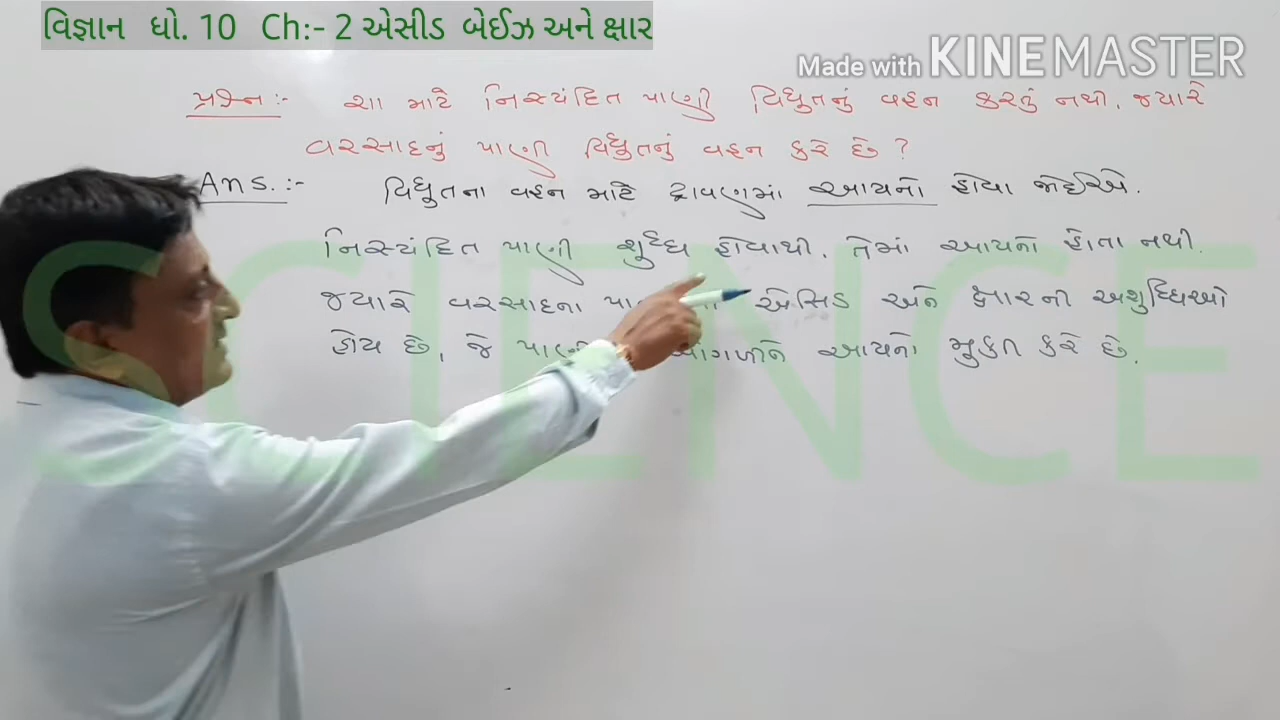 વિજ્ઞાન ધો. 10 Ch:- 2 એસીડ બેઈઝ અને ક્ષાર
Made with KINEMASTER
પ્રશ્ન :- શા માટે નિસ્યંદિત પાણી વિધુતનું વહન કરતું નથી. જ્યારે
વરસાદનું પાણી વિધુતનું વહન કરે છે ?
Ans. :- વિધુતના વહન માટે દ્રાવણમાં આયનો હોવા જોઈએ.
નિસ્યંદિત પાણી શુધ્ધ હોવાથી. તેમાં આયનો હોતા નથી.
જ્યારે વરસાદના એસિડ અને ક્ષારની અશુધ્ધિઓ
હોય છે, જે આયનો મુક્ત કરે છે.
SCIENCE